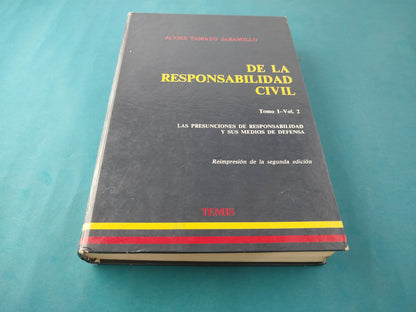 JAVIER TAMAYO JARAMILLO
DE LA
RESPONSABILIDAD
CIVIL
Tomo I-Vol. 2
LAS PRESUNCIONES DE RESPONSABILIDAD
Y SUS MEDIOS DE DEFENSA
Reimpresión de la segunda edición
TEMIS